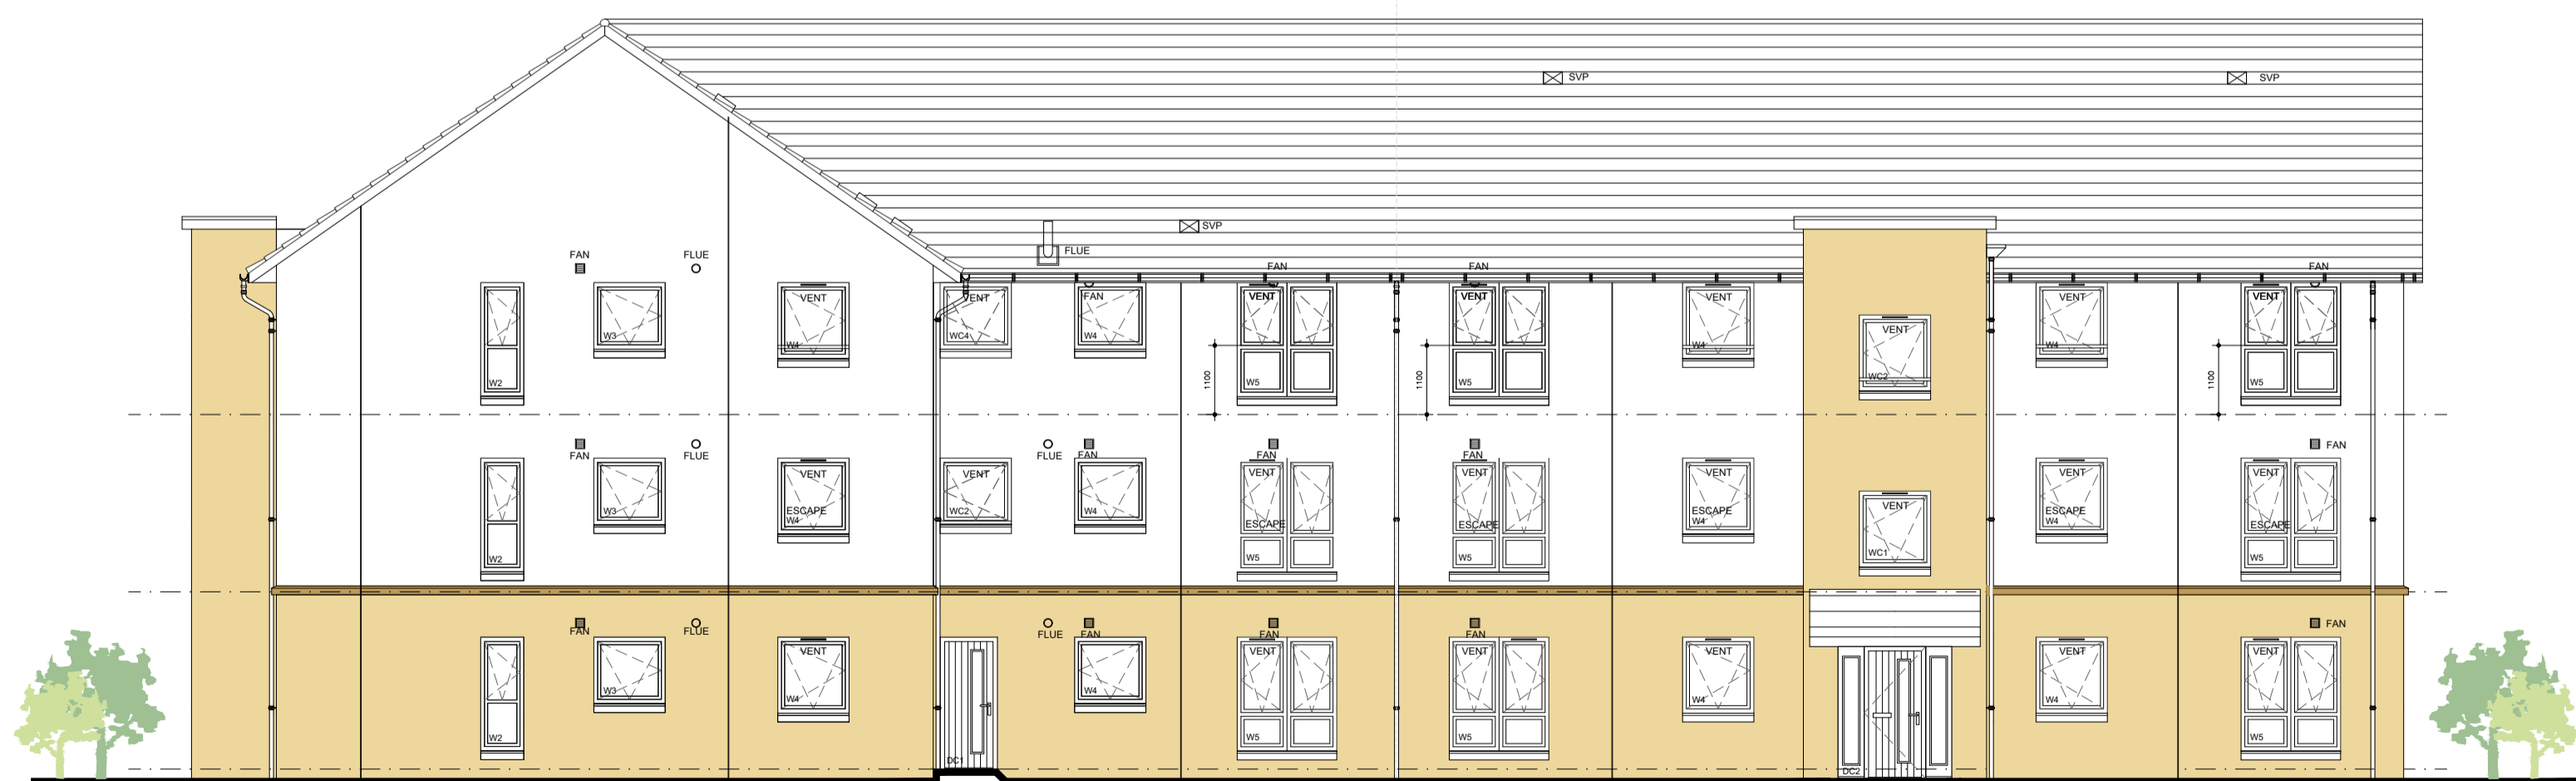 SVP
SVP
SVP
FLUE
FAN
FLUE
FAN
FAN
FAN
VENT
VENT
FAN
VENT
VENT
VENT
VENT
VENT
VENT
W2
W3
W4
WC4
W4
W5
W5
W4
WC2
W4
W5
1100
1100
1100
FAN
FLUE
FLUE
FAN
FAN
FAN
FAN
VENT
VENT
VENT
VENT
VENT
VENT
VENT
VENT
ESCAPE
ESCAPE
ESCAPE
ESCAPE
ESCAPE
ESCAPE
W2
W3
W4
WC2
W4
W5
W5
W4
WC1
W4
W5
FAN
FLUE
FLUE
FAN
FAN
FAN
FAN
VENT
VENT
VENT
VENT
VENT
VENT
W2
W3
W4
DC1
W4
W5
W5
W4
DC2
W4
W5